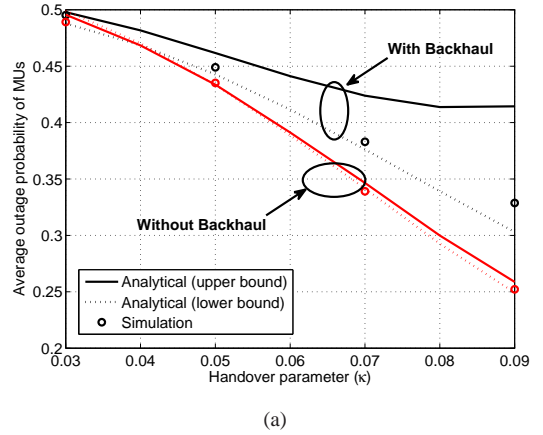 0.5
0.45
0.4
0.35
0.3
0.25
0.2
Average outage probability of MUs
With Backhaul
Without Backhaul
Analytical (upper bound)
Analytical (lower bound)
Simulation
0.03 0.04 0.05 0.06 0.07 0.08 0.09
Handover parameter (κ)
(a)